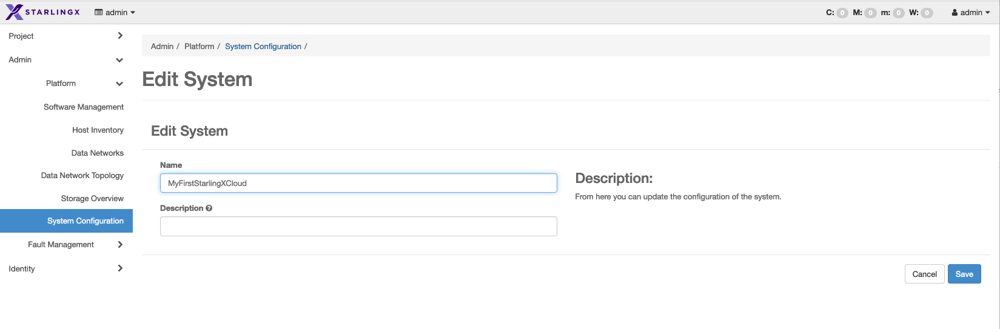 STARLINGX admin C: 0 M: 0 m: 0 W: 0 admin
Project
Admin
Platform
Software Management
Host Inventory
Data Networks
Data Network Topology
Storage Overview
System Configuration
Fault Management
Identity
Admin / Platform / System Configuration /
Edit System
Edit System
Name
MyFirstStarlingXCloud
Description
Description:
From here you can update the configuration of the system.
Cancel Save